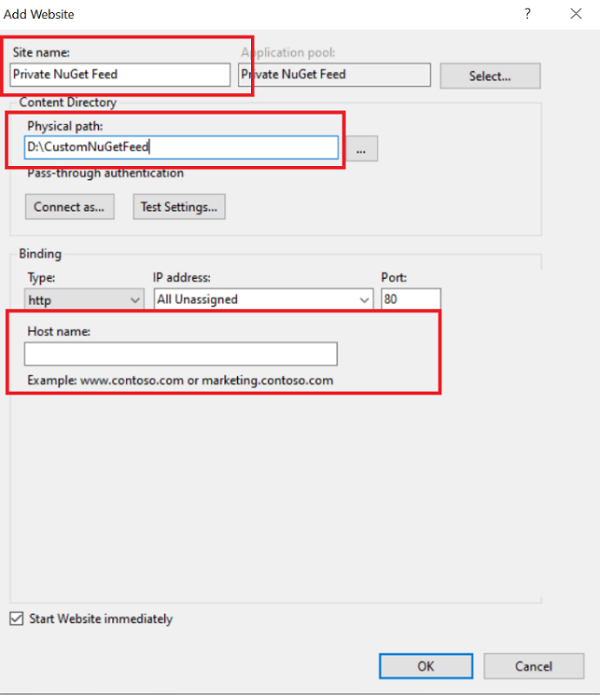 Add Website
?
Site name:
Application pool:
Private NuGet Feed
Private NuGet Feed
Select...
Content Directory
Physical path:
D:\CustomNuGetFeed
...
Pass-through authentication
Connect as...
Test Settings...
Binding
Type:
IP address:
Port:
http
All Unassigned
80
Host name:
Example: www.contoso.com or marketing.contoso.com
Start Website immediately
OK
Cancel